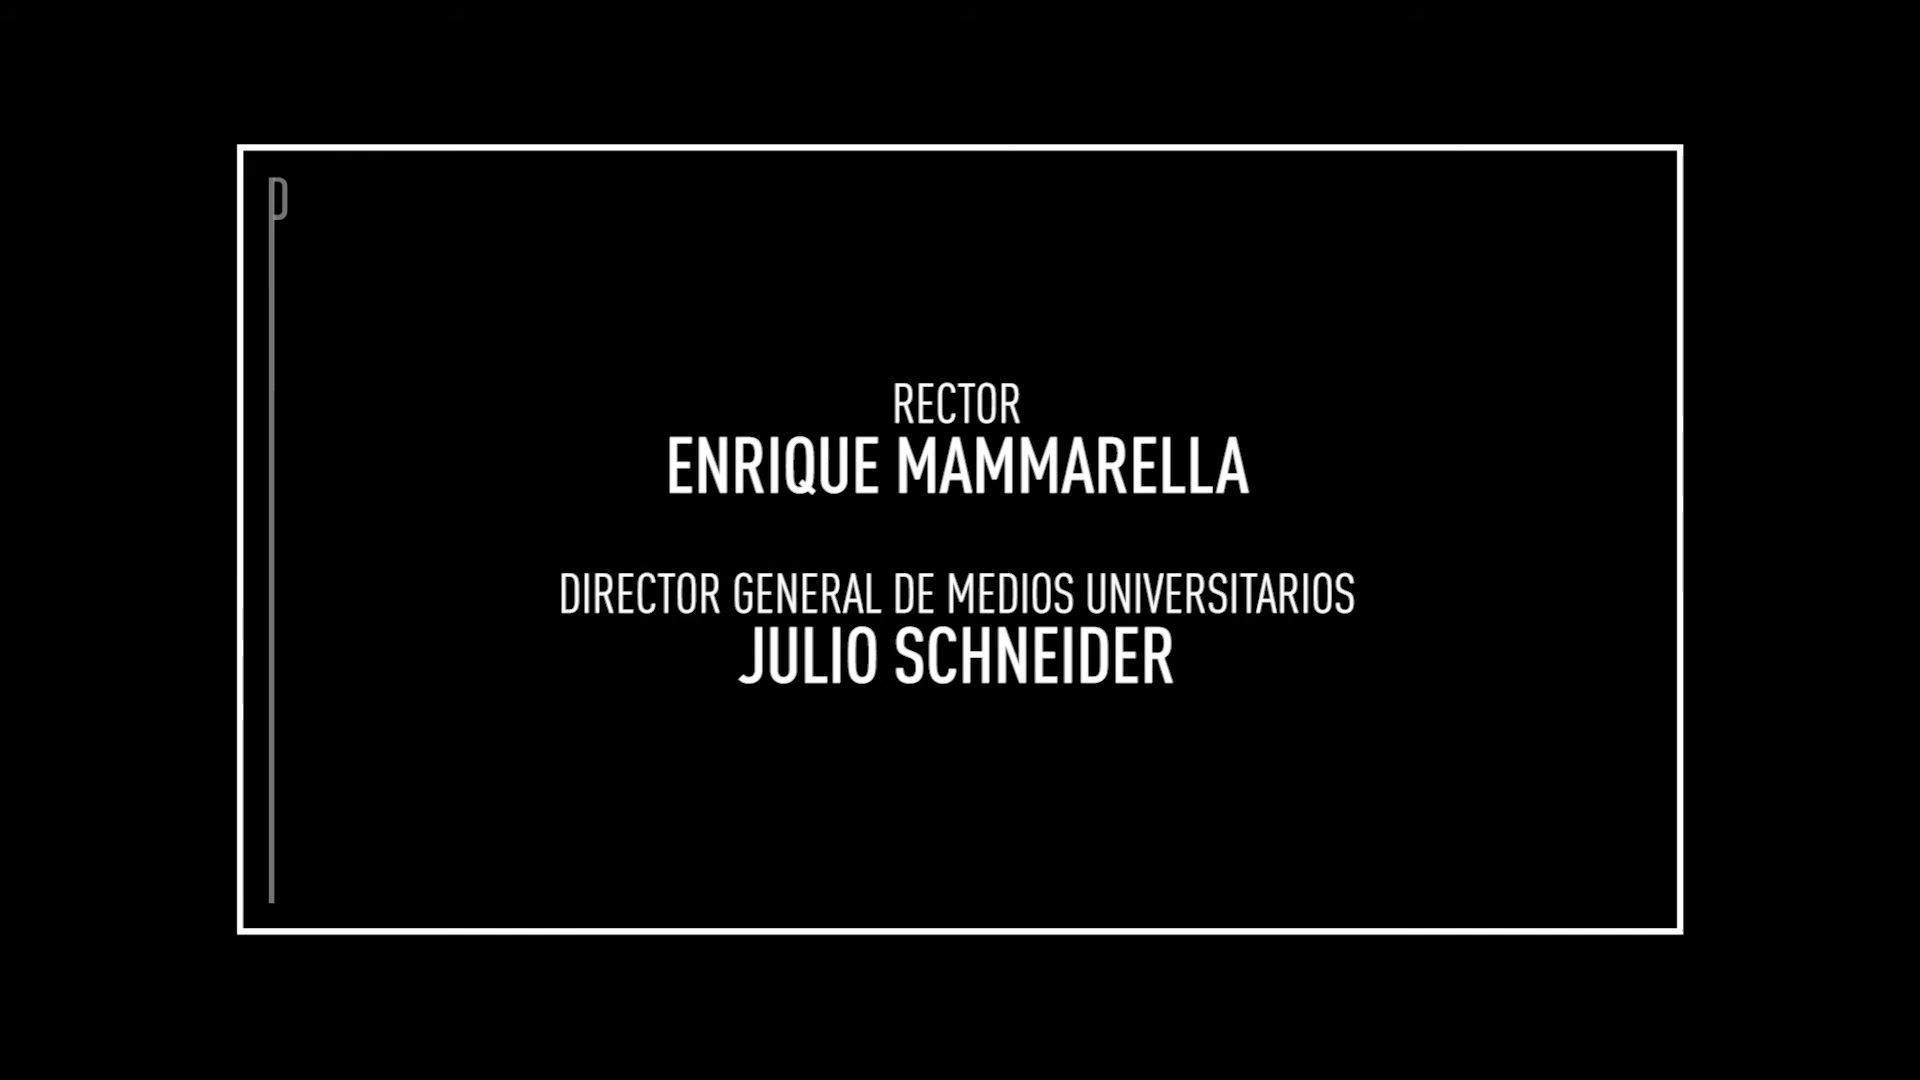 D
RECTOR
ENRIQUE MAMMARELLA
DIRECTOR GENERAL DE MEDIOS UNIVERSITARIOS
JULIO SCHNEIDER